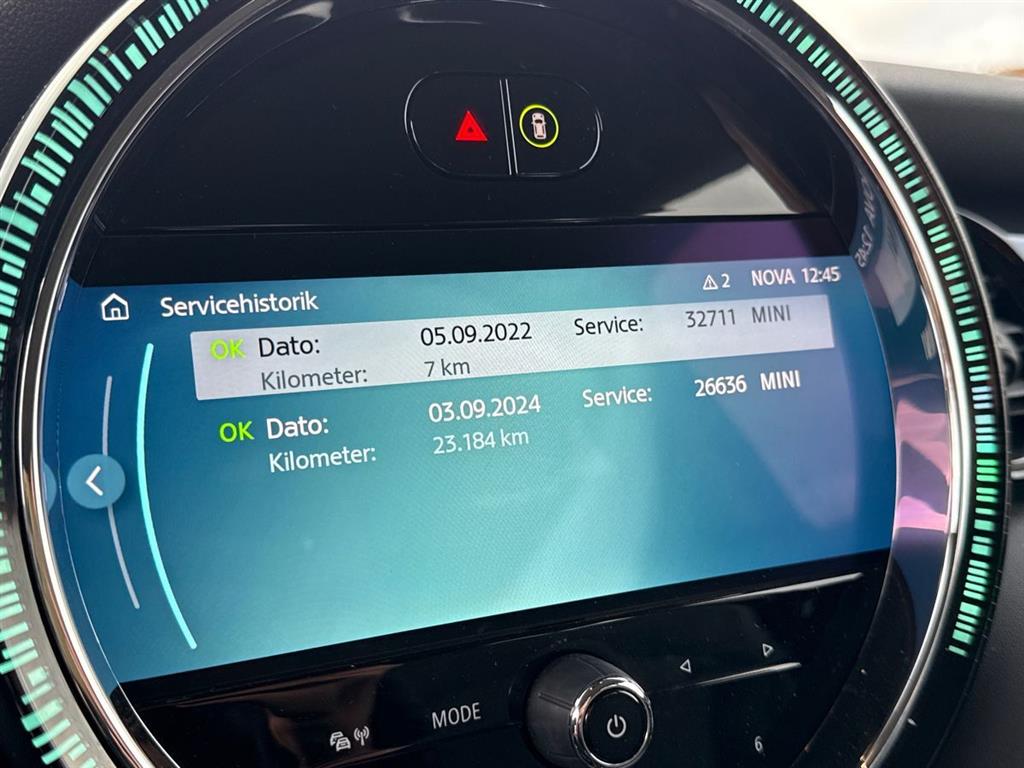 2 NOVA 12:45
Servicehistorik
OK Dato: 05.09.2022 Service: 32711 MINI
Kilometer: 7 km
OK Dato: 03.09.2024 Service: 26636 MINI
Kilometer: 23.184 km
MODE
6